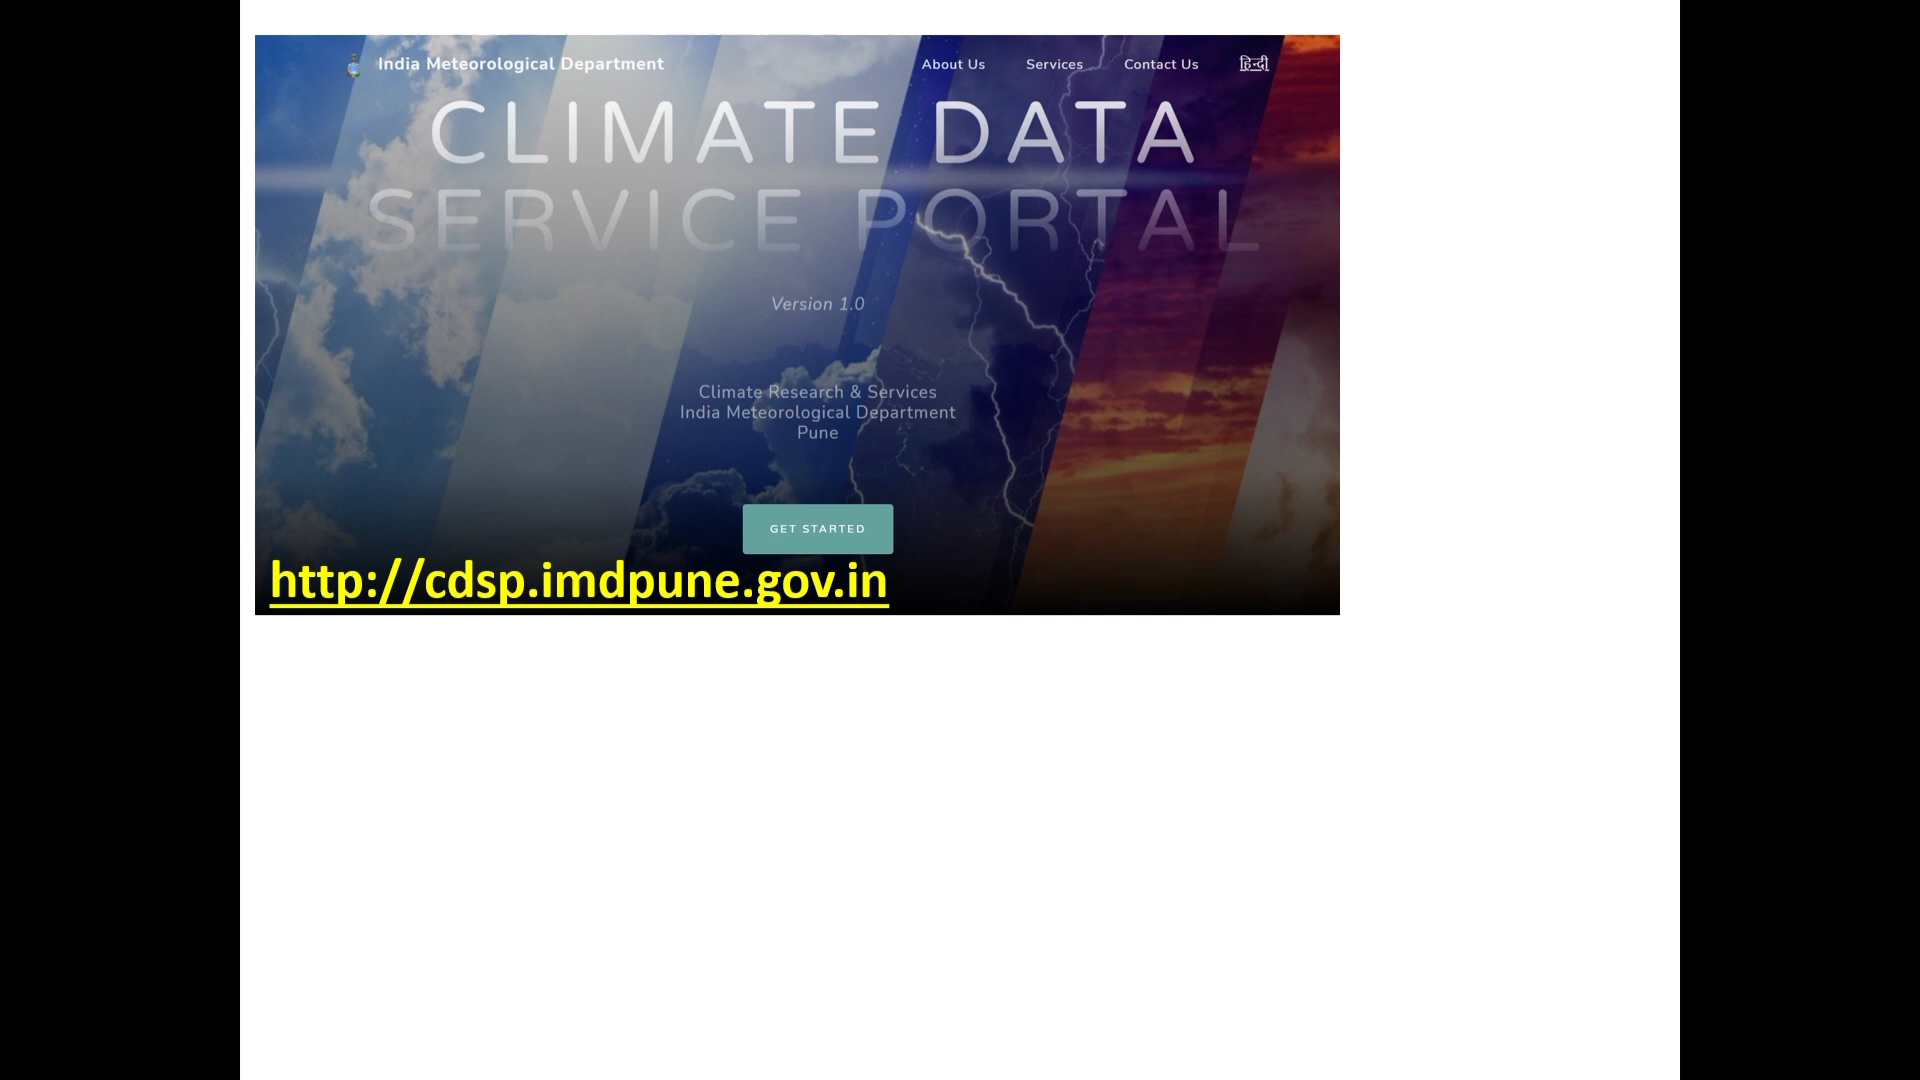 India Meteorological Department
About Us Services Contact Us हिन्दी
CLIMATE DATA
SERVICE PORTAL
Version 1.0
Climate Research & Services
India Meteorological Department
Pune
GET STARTED
http://cdsp.imdpune.gov.in